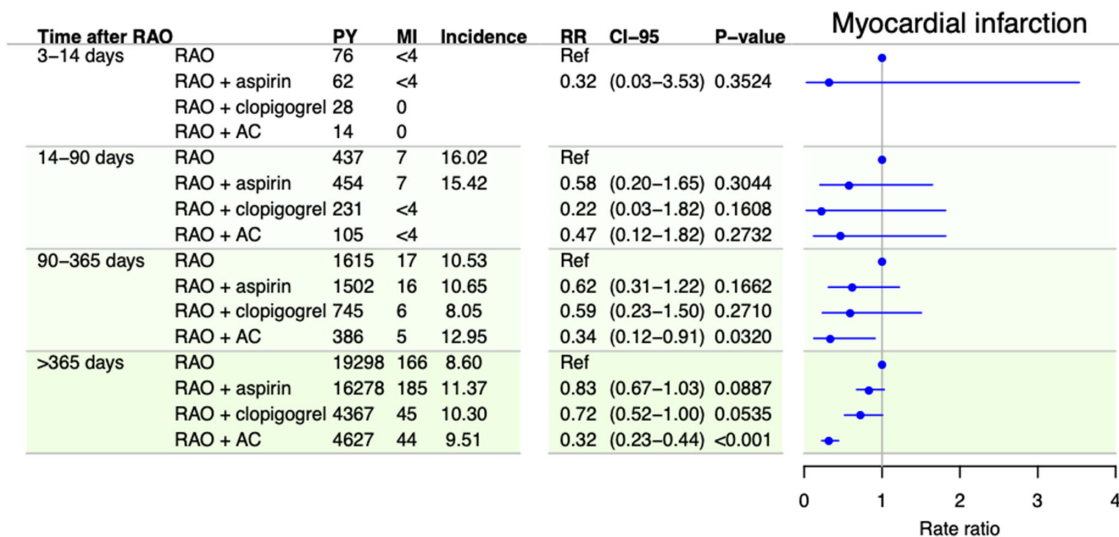 Myocardial infarction
Time after RAO PY MI Incidence RR CI–95 P–value
3–14 days RAO 76 <4 Ref
RAO + aspirin 62 <4 0.32 (0.03–3.53) 0.3524
RAO + clopigogrel 28 0
RAO + AC 14 0
14–90 days RAO 437 7 16.02 Ref
RAO + aspirin 454 7 15.42 0.58 (0.20–1.65) 0.3044
RAO + clopigogrel 231 <4 0.22 (0.03–1.82) 0.1608
RAO + AC 105 <4 0.47 (0.12–1.82) 0.2732
90–365 days RAO 1615 17 10.53 Ref
RAO + aspirin 1502 16 10.65 0.62 (0.31–1.22) 0.1662
RAO + clopigogrel 745 6 8.05 0.59 (0.23–1.50) 0.2710
RAO + AC 386 5 12.95 0.34 (0.12–0.91) 0.0320
>365 days RAO 19298 166 8.60 Ref
RAO + aspirin 16278 185 11.37 0.83 (0.67–1.03) 0.0887
RAO + clopigogrel 4367 45 10.30 0.72 (0.52–1.00) 0.0535
RAO + AC 4627 44 9.51 0.32 (0.23–0.44) p<0.001
0 1 2 3 4
Rate ratio